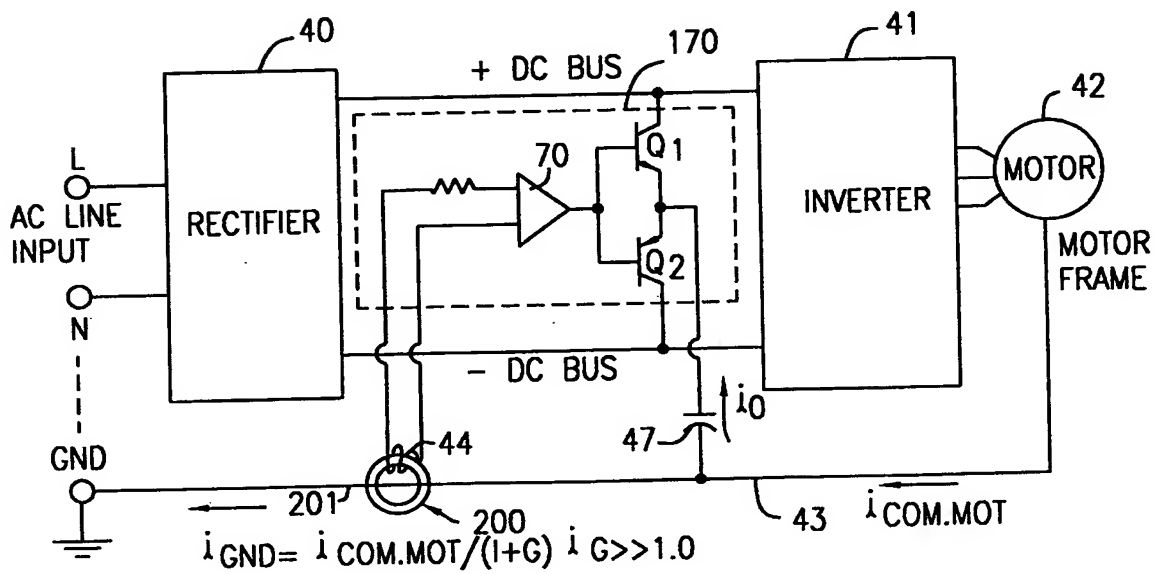 40
41
+ DC BUS
170
42
L
Q1
70
MOTOR
AC LINE
INPUT
RECTIFIER
INVERTER
MOTOR
FRAME
Q2
N
- DC BUS
i0
GND
44
47
201
200
43
iCOM.MOT
iGND= iCOM.MOT/(I+G) i G>>1.0